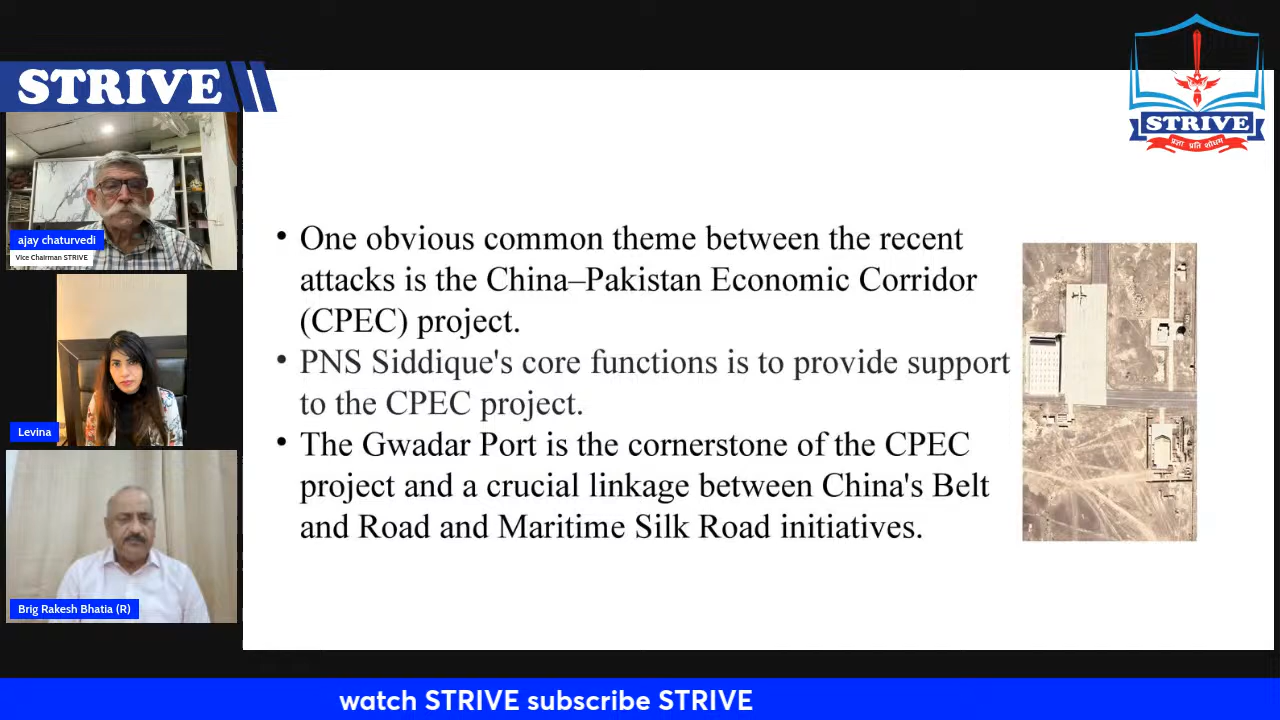 STRIVE
STRIVE
प्रज्ञा प्रति शोधम
ajay chaturvedi
Vice Chairman STRIVE
Levina
Brig Rakesh Bhatia (R)
• One obvious common theme between the recent
attacks is the China–Pakistan Economic Corridor
(CPEC) project.
• PNS Siddique's core functions is to provide support
to the CPEC project.
• The Gwadar Port is the cornerstone of the CPEC
project and a crucial linkage between China's Belt
and Road and Maritime Silk Road initiatives.
watch STRIVE subscribe STRIVE